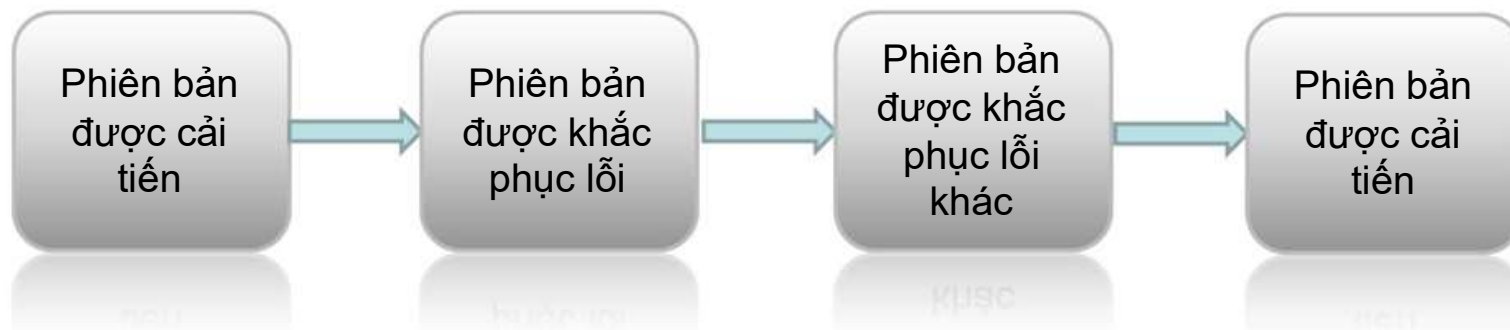 Phiên bản
được cải
tiến
Phiên bản
được khắc
phục lỗi
Phiên bản
được khắc
phục lỗi
khác
Phiên bản
được cải
tiến